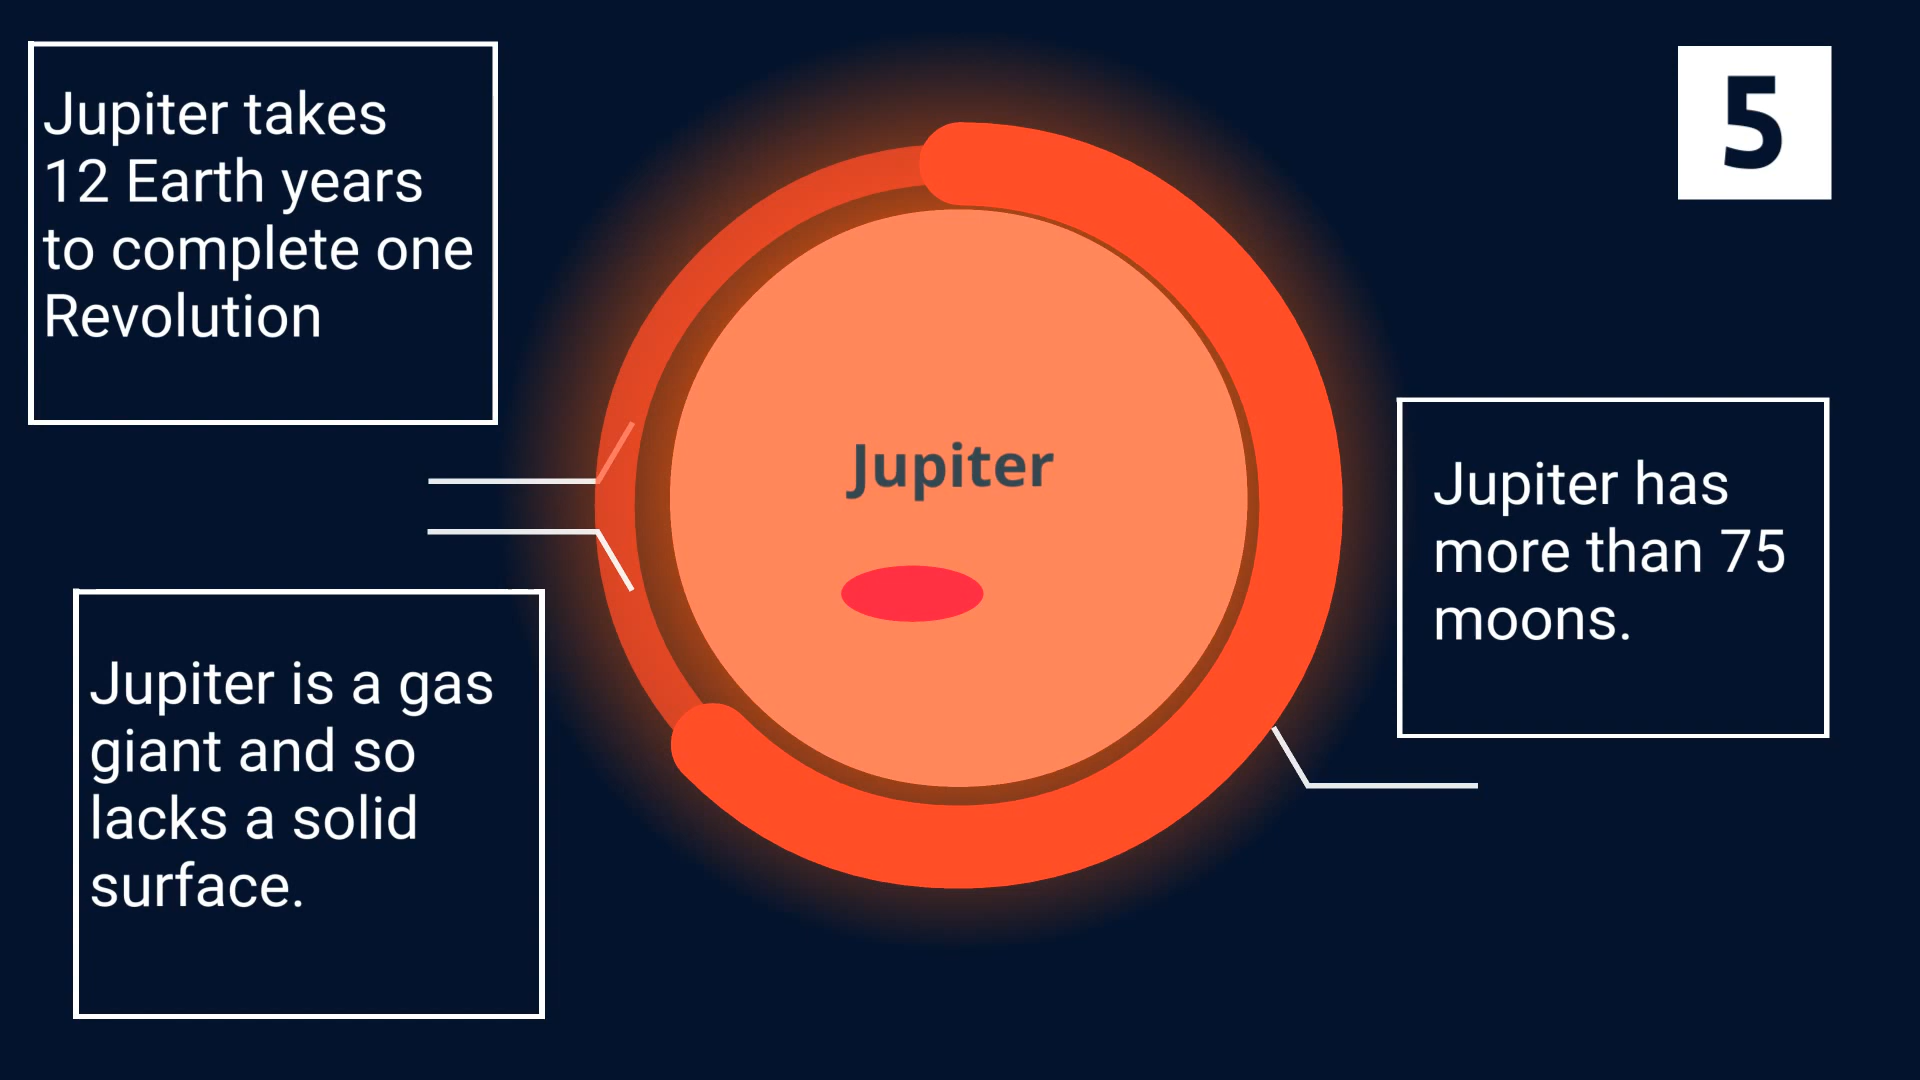 Jupiter takes
12 Earth years
to complete one
Revolution
5
Jupiter
Jupiter has
more than 75
moons.
Jupiter is a gas
giant and so
lacks a solid
surface.